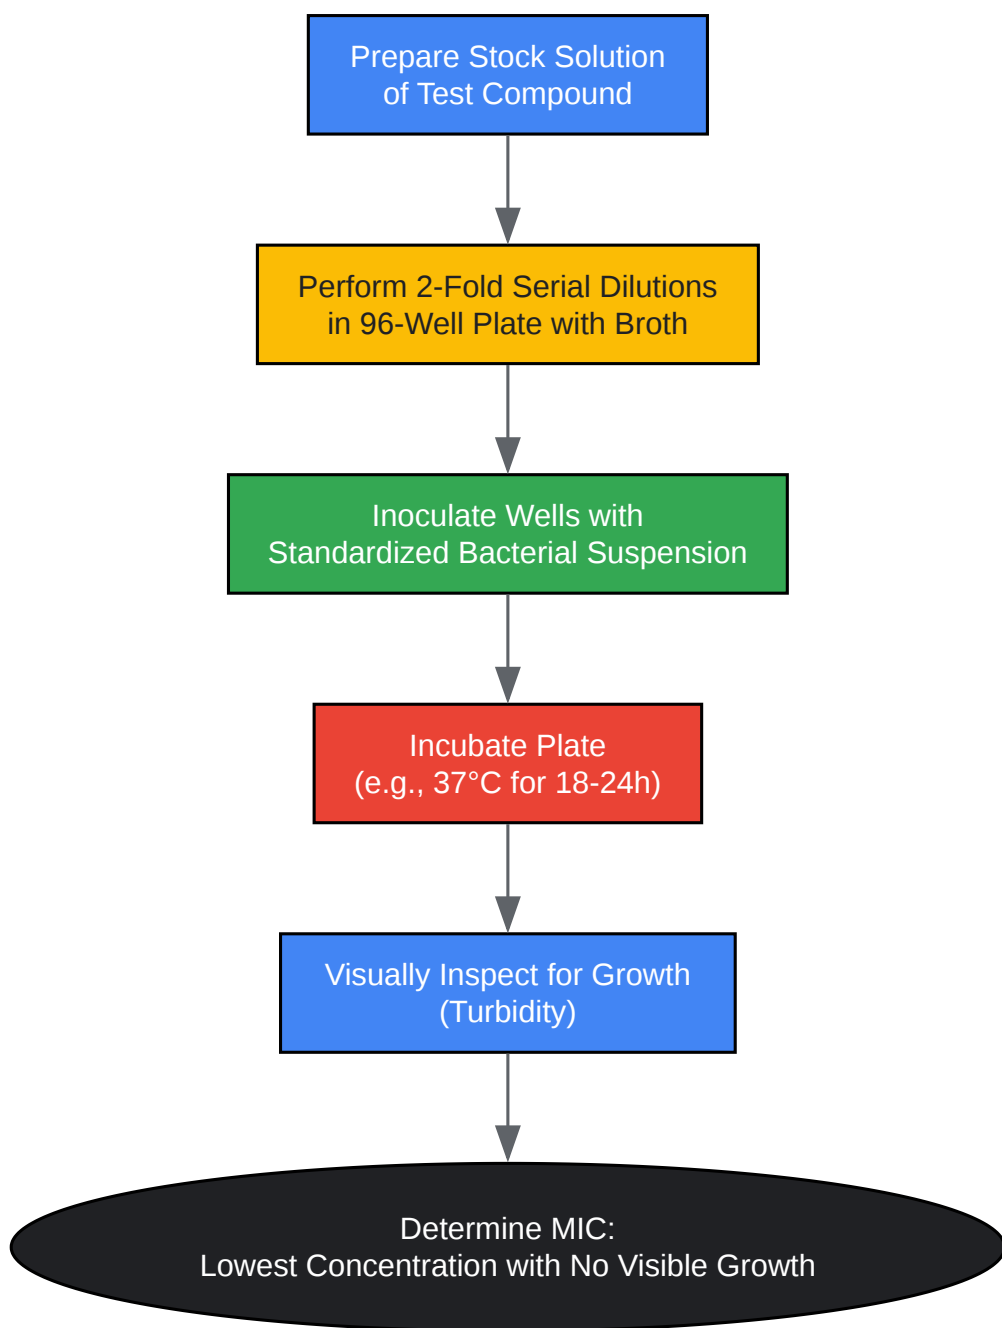 Prepare Stock Solution
of Test Compound
Perform 2-Fold Serial Dilutions
in 96-Well Plate with Broth
Inoculate Wells with
Standardized Bacterial Suspension
Incubate Plate
(e.g., 37°C for 18-24h)
Visually Inspect for Growth
(Turbidity)
Determine MIC:
Lowest Concentration with No Visible Growth